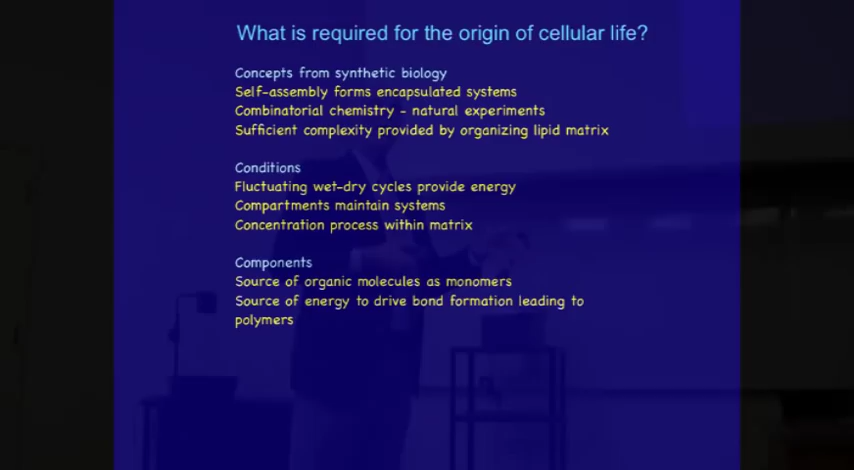 What is required for the origin of cellular life?
Concepts from synthetic biology
Self-assembly forms encapsulated systems
Combinatorial chemistry - natural experiments
Sufficient complexity provided by organizing lipid matrix
Conditions
Fluctuating wet-dry cycles provide energy
Compartments maintain systems
Concentration process within matrix
Components
Source of organic molecules as monomers
Source of energy to drive bond formation leading to
polymers